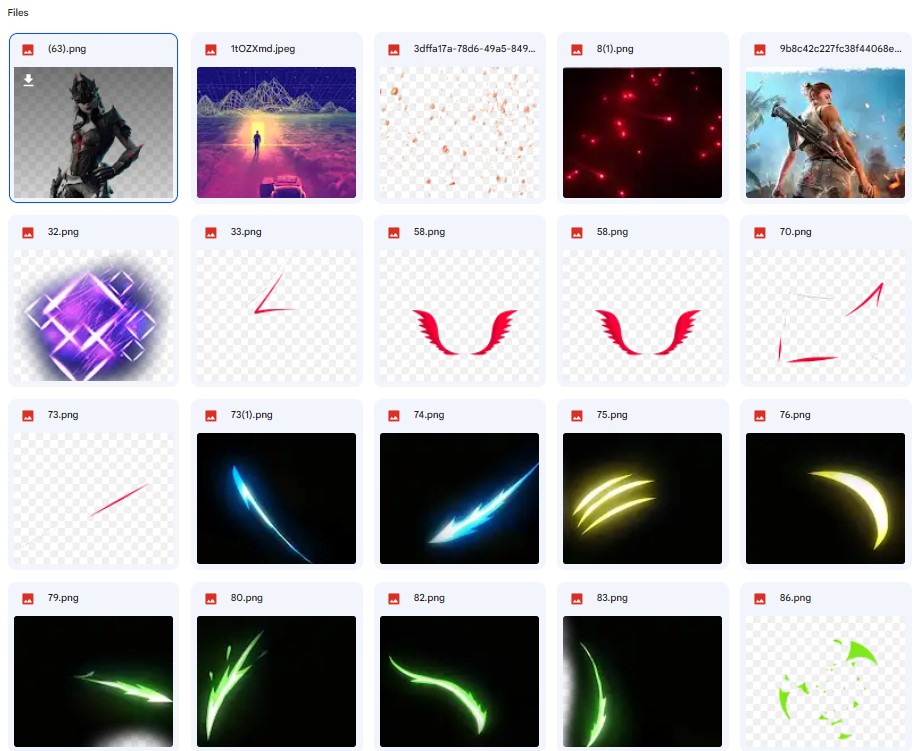 Files
(63).png
1tOZXmd.jpeg
3dffa17a-78d6-49a5-849...
8(1).png
9b8c42c227fc38f44068e...
32.png
33.png
58.png
58.png
70.png
73.png
73(1).png
74.png
75.png
76.png
79.png
80.png
82.png
83.png
86.png